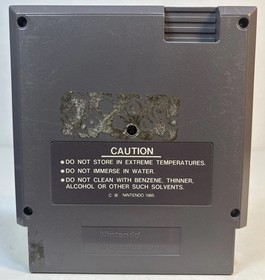 CAUTION
•DO NOT STORE IN EXTREME TEMPERATURES.
•DO NOT IMMERSE IN WATER.
•DO NOT CLEAN WITH BENZENE, THINNER,
ALCOHOL OR OTHER SUCH SOLVENTS.
C ® NINTENDO 1985
Nintendo